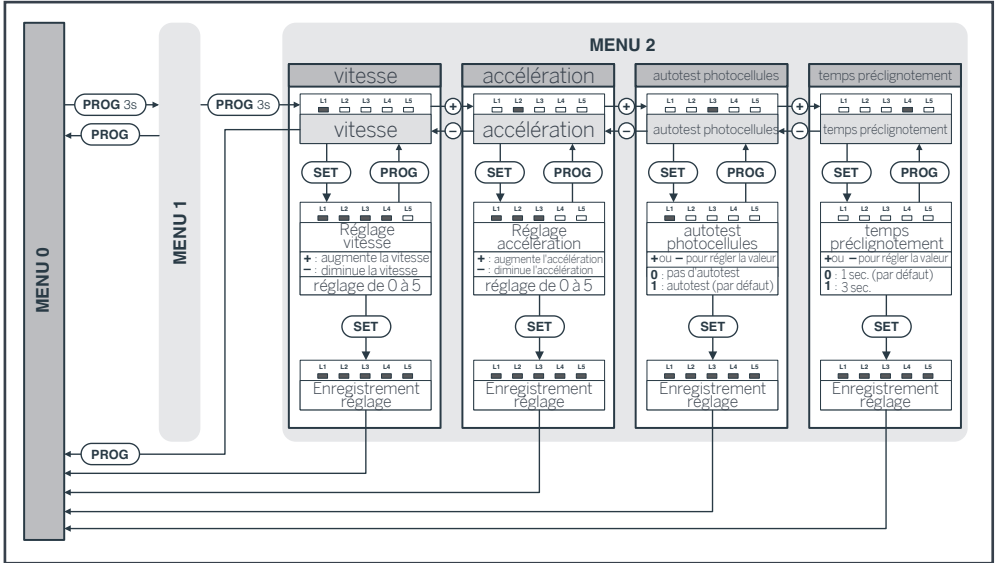 MENU 2
vitesse accélération autotest photocellules temps préclignotement
L1 L2 L3 L4 L5 L1 L2 L3 L4 L5 L1 L2 L3 L4 L5 L1 L2 L3 L4 L5
PROG 3s PROG 3s + + +
vitesse accélération autotest photocellules temps préclignotement
PROG − − −
SET PROG SET PROG SET PROG SET PROG
MENU 0
MENU 1
L1 L2 L3 L4 L5
Réglage
vitesse
+ : augmente la vitesse
− : diminue la vitesse
réglage de 0 à 5
L1 L2 L3 L4 L5
Réglage
accélération
+ : augmente l'accélération
− : diminue l'accélération
réglage de 0 à 5
L1 L2 L3 L4 L5
autotest
photocellules
+ou − pour régler la valeur
0 : pas d'autotest
1 : autotest (par défaut)
L1 L2 L3 L4 L5
temps
préclignotement
+ou − pour régler la valeur
0 : 1 sec. (par défaut)
1 : 3 sec.
SET SET SET SET
L1 L2 L3 L4 L5 L1 L2 L3 L4 L5 L1 L2 L3 L4 L5 L1 L2 L3 L4 L5
Enregistrement Enregistrement Enregistrement Enregistrement
réglage réglage réglage réglage
PROG